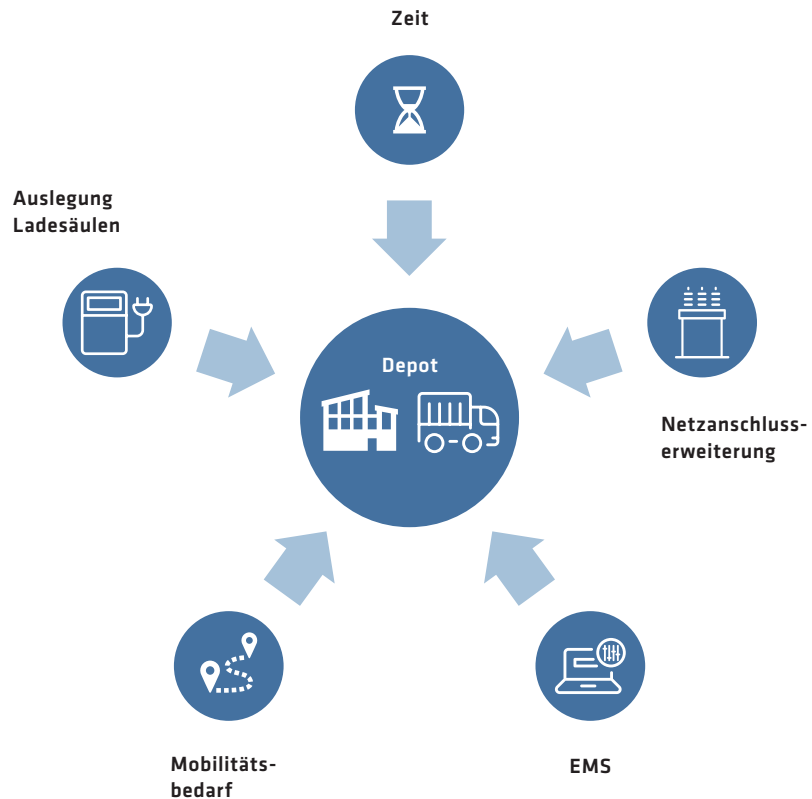 Zeit
Auslegung
Ladesäulen
Depot
Netzanschluss-
erweiterung
Mobilitäts-
bedarf
EMS